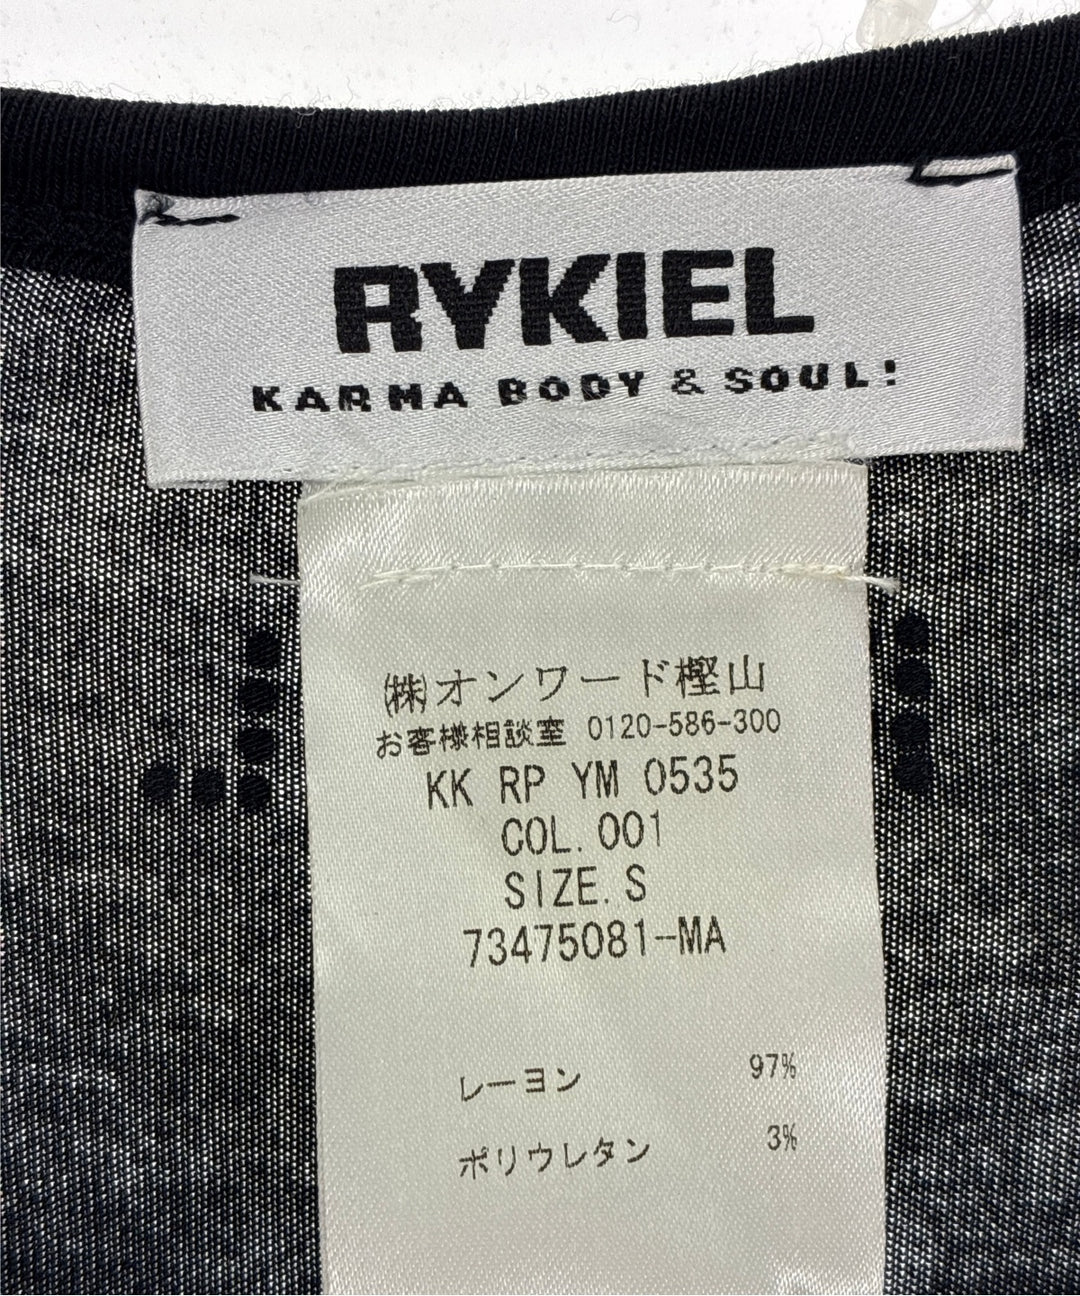 RYKIEL
KARMA BODY & SOUL!
㈱オンワード樫山
お客様相談室 0120-586-300
KK RP YM 0535
COL.001
SIZE.S
73475081-MA
レーヨン 97%
ポリウレタン 3%